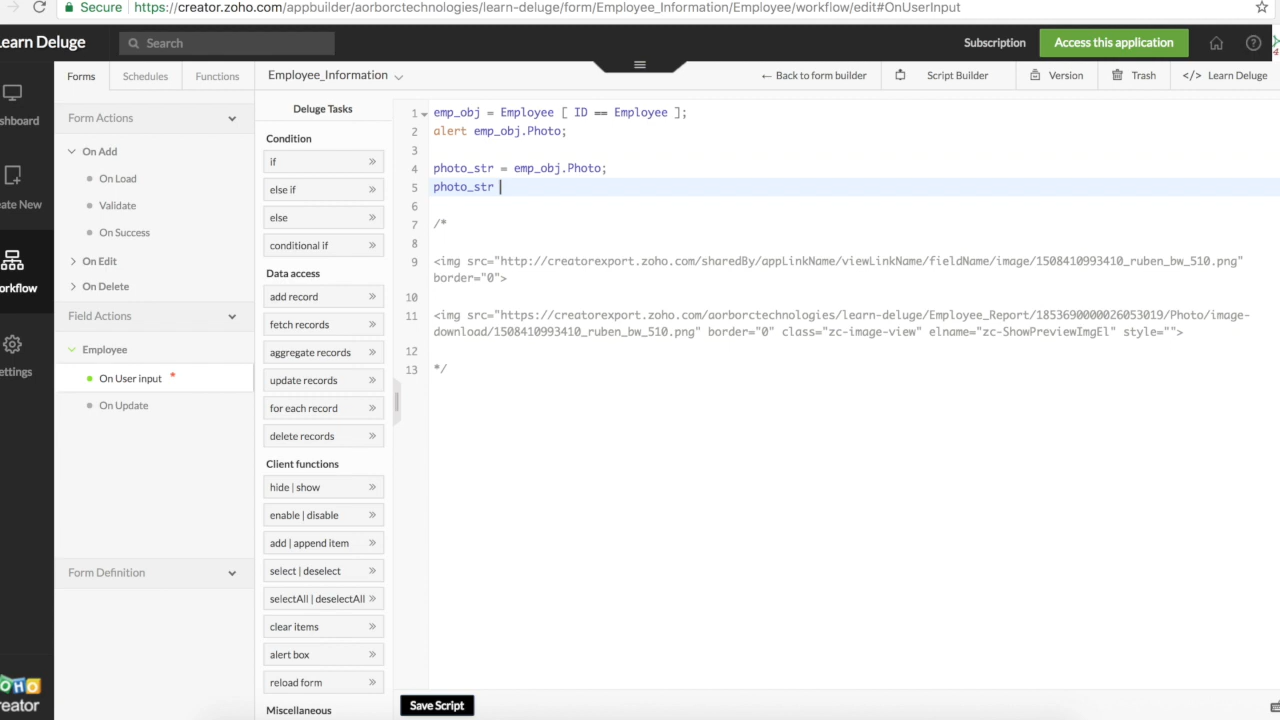 Secure https://creator.zoho.com/appbuilder/aorborctechnologies/learn-deluge/form/Employee_Information/Employee/workflow/edit#OnUserInput
earn Deluge
Search
Subscription
Access this application
Forms
Schedules
Functions
Employee_Information
← Back to form builder
Script Builder
Version
Trash
</> Learn Deluge
shboard
eate New
orkflow
ettings
ZOHO
reator
Form Actions
On Add
On Load
Validate
On Success
On Edit
On Delete
Field Actions
Employee
On User input *
On Update
Form Definition
Deluge Tasks
Condition
if
else if
else
conditional if
Data access
add record
fetch records
aggregate records
update records
for each record
delete records
Client functions
hide | show
enable | disable
add | append item
select | deselect
selectAll | deselectAll
clear items
alert box
reload form
Miscellaneous
1 emp_obj = Employee [ ID == Employee ];
2 alert emp_obj.Photo;
3
4 photo_str = emp_obj.Photo;
5 photo_str
6
7 /*
8
9 <img src="http://creatorexport.zoho.com/sharedBy/appLinkName/viewLinkName/fieldName/image/1508410993410_ruben_bw_510.png"
border="0">
10
11 <img src="https://creatorexport.zoho.com/aorborctechnologies/learn-deluge/Employee_Report/1853690000026053019/Photo/image-
download/1508410993410_ruben_bw_510.png" border="0" class="zc-image-view" elname="zc-ShowPreviewImgEl" style="">
12
13 */
Save Script